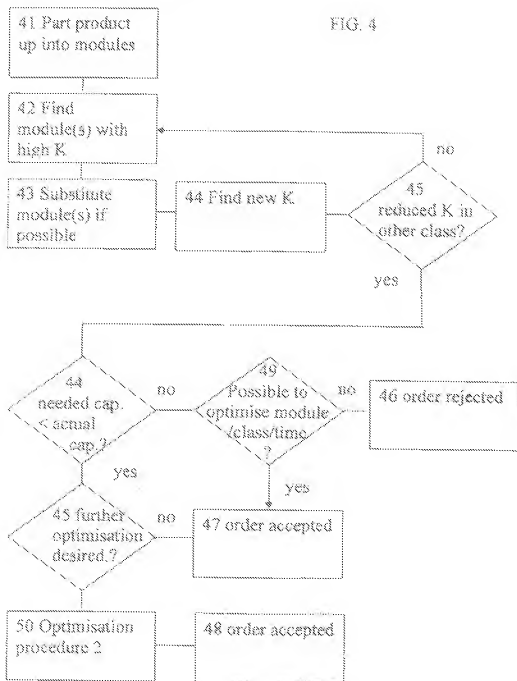 FIG. 4
41 Part product
up into modules
42 Find
module(s) with
high K
43 Substitute
module(s) if
possible
44 Find new K
45
reduced K in
other class?
no
yes
44
needed cap.
< actual
cap.?
no
yes
49
Possible to
optimise module
/class/time
?
no
yes
46 order rejected
45 further
optimisation
desired.?
no
47 order accepted
50 Optimisation
procedure 2
48 order accepted